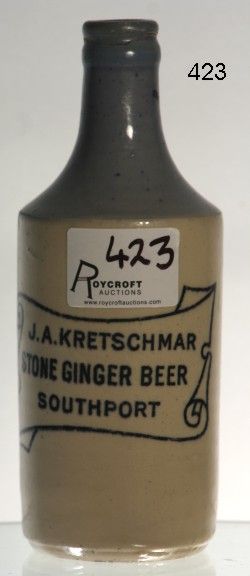 423
423
ROYCROFT
AUCTIONS
www.roycroftauctions.com
J.A.KRETSCHMAR
STONE GINGER BEER
SOUTHPORT